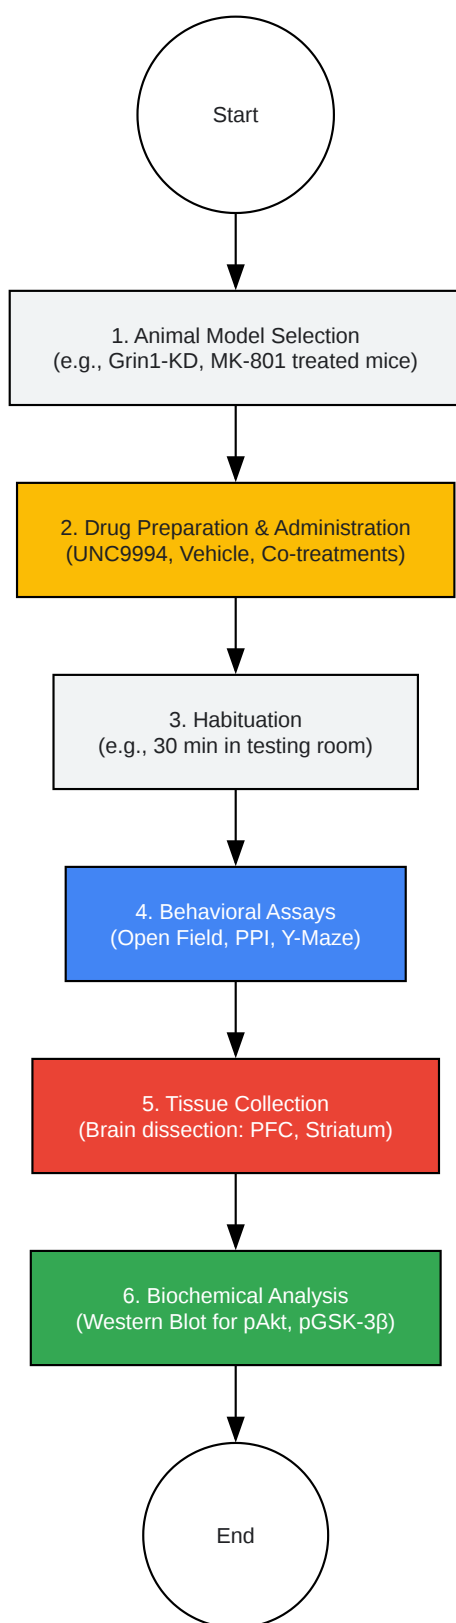 Start
1. Animal Model Selection
(e.g., Grin1-KD, MK-801 treated mice)
2. Drug Preparation & Administration
(UNC9994, Vehicle, Co-treatments)
3. Habituation
(e.g., 30 min in testing room)
4. Behavioral Assays
(Open Field, PPI, Y-Maze)
5. Tissue Collection
(Brain dissection: PFC, Striatum)
6. Biochemical Analysis
(Western Blot for pAkt, pGSK-3β)
End